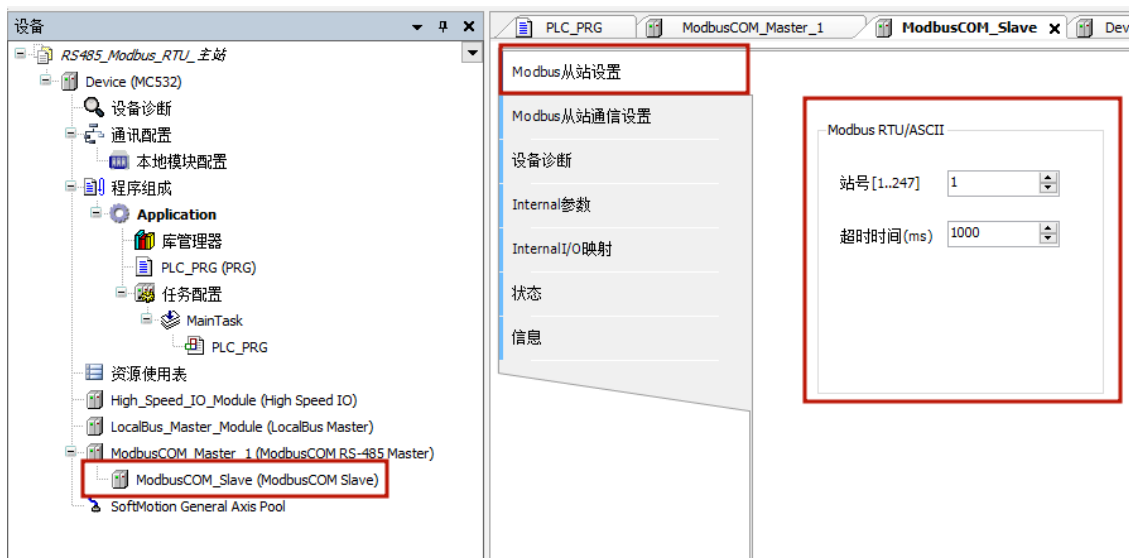 设备
RS485_Modbus_RTU_主站
Device (MC532)
设备诊断
通讯配置
本地模块配置
程序组成
Application
库管理器
PLC_PRG (PRG)
任务配置
MainTask
PLC_PRG
资源使用表
High_Speed_IO_Module (High Speed IO)
LocalBus_Master_Module (LocalBus Master)
ModbusCOM_Master_1 (ModbusCOM RS-485 Master)
ModbusCOM_Slave (ModbusCOM Slave)
SoftMotion General Axis Pool
PLC_PRG ModbusCOM_Master_1 ModbusCOM_Slave Dev
Modbus从站设置
Modbus从站通信设置
设备诊断
Internal参数
InternalI/O映射
状态
信息
Modbus RTU/ASCII
站号[1..247] 1
超时时间(ms) 1000